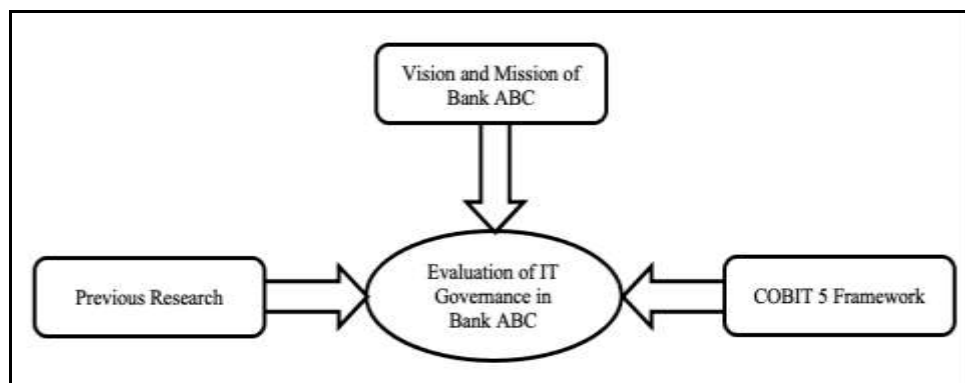 Vision and Mission of
Bank ABC
Previous Research
Evaluation of IT
Governance in
Bank ABC
COBIT 5 Framework